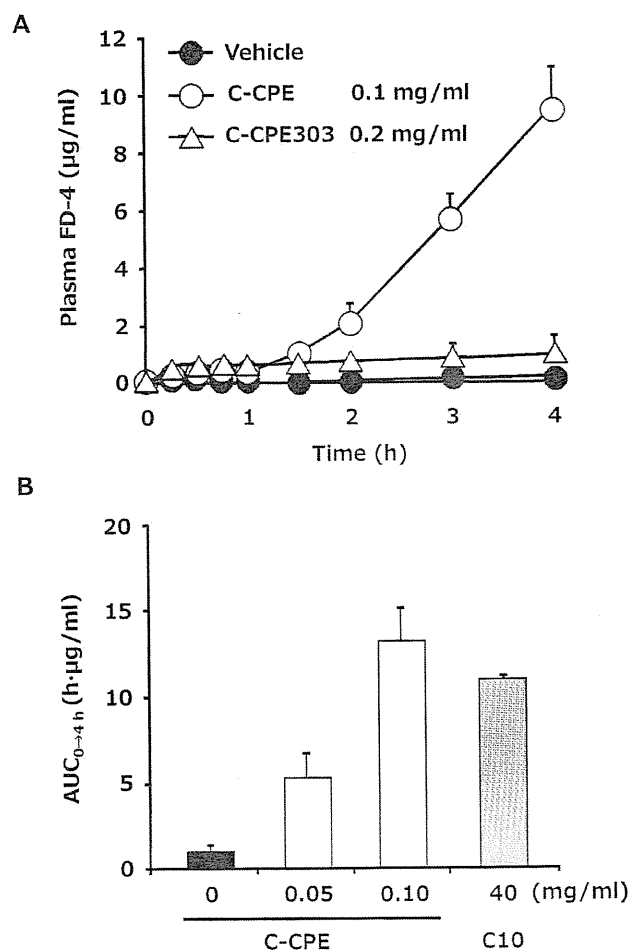 A
Plasma FD-4 (µg/ml)
12
10
8
6
4
2
0
Vehicle
C-CPE 0.1 mg/ml
C-CPE303 0.2 mg/ml
0 1 2 3 4
Time (h)
B
AUC0→4 h (h·µg/ml)
20
15
10
5
0
0 0.05 0.10 40 (mg/ml)
C-CPE C10